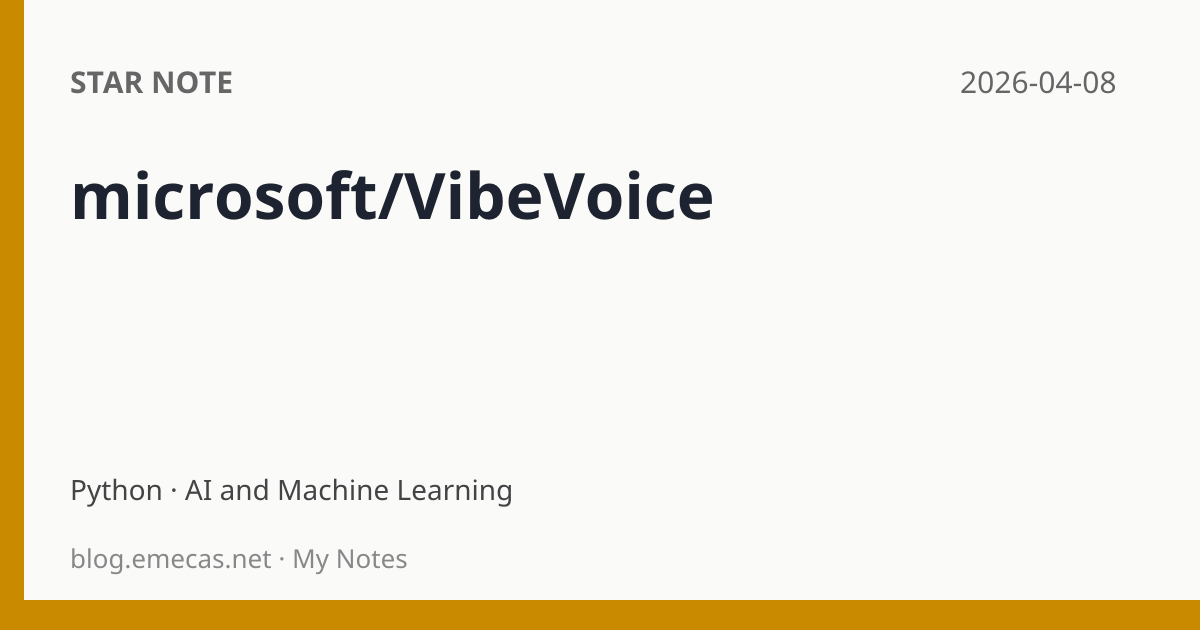 STAR NOTE
2026-04-08
microsoft/VibeVoice
Python · AI and Machine Learning
blog.emecas.net · My Notes